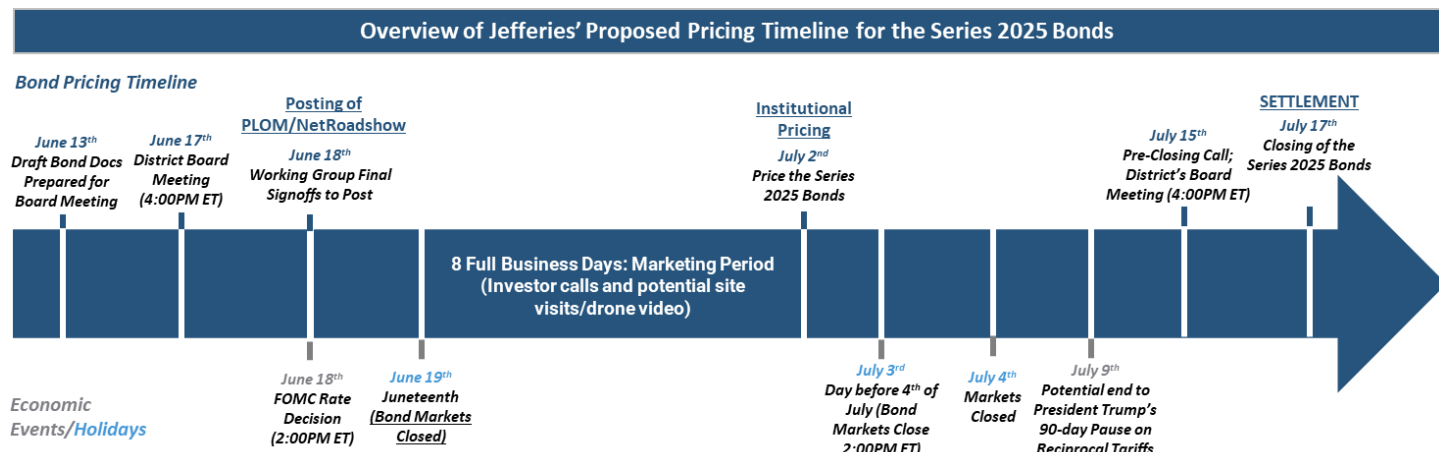 Overview of Jefferies’ Proposed Pricing Timeline for the Series 2025 Bonds
Bond Pricing Timeline
June 13th
Draft Bond Docs
Prepared for
Board Meeting
June 17th
District Board
Meeting
(4:00PM ET)
Posting of
PLOM/NetRoadshow
June 18th
Working Group Final
Signoffs to Post
Institutional
Pricing
July 2nd
Price the Series
2025 Bonds
July 15th
Pre-Closing Call;
District’s Board
Meeting (4:00PM ET)
SETTLEMENT
July 17th
Closing of the
Series 2025 Bonds
8 Full Business Days: Marketing Period
(Investor calls and potential site
visits/drone video)
Economic
Events/Holidays
June 18th
FOMC Rate
Decision
(2:00PM ET)
June 19th
Juneteenth
(Bond Markets
Closed)
July 3rd
Day before 4th of
July (Bond
Markets Close
2:00PM ET)
July 4th
Markets
Closed
July 9th
Potential end to
President Trump’s
90-day Pause on
Reciprocal Tariffs